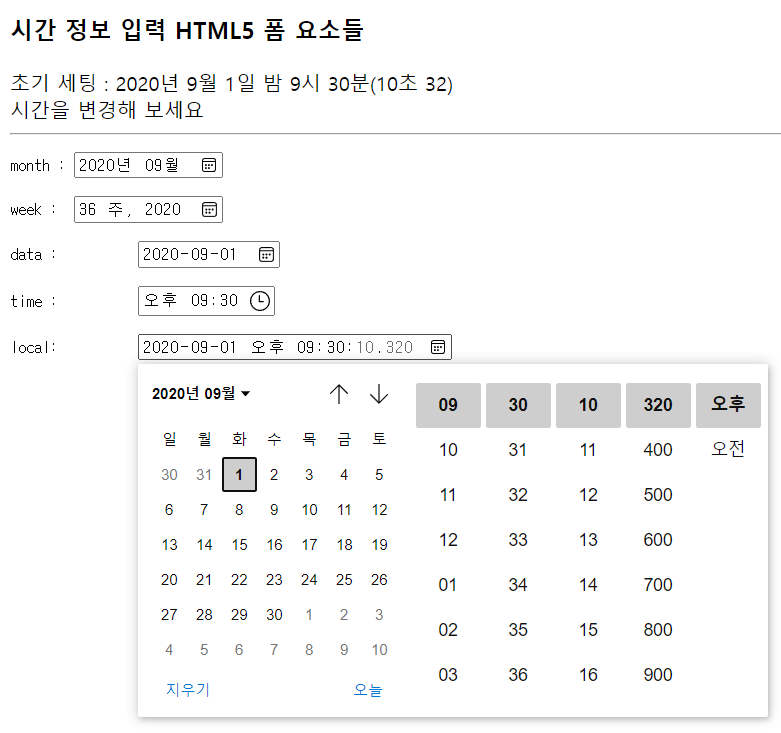 시간 정보 입력 HTML5 폼 요소들
초기 세팅 : 2020년 9월 1일 밤 9시 30분(10초 32)
시간을 변경해 보세요
month : 2020년 09월
week : 36 주, 2020
data : 2020-09-01
time : 오후 09:30
local: 2020-09-01 오후 09:30:10.320
2020년 09월
일 월 화 수 목 금 토
30 31 1 2 3 4 5
6 7 8 9 10 11 12
13 14 15 16 17 18 19
20 21 22 23 24 25 26
27 28 29 30 1 2 3
4 5 6 7 8 9 10
지우기 오늘
09 30 10 320 오후
10 31 11 400 오전
11 32 12 500
12 33 13 600
01 34 14 700
02 35 15 800
03 36 16 900